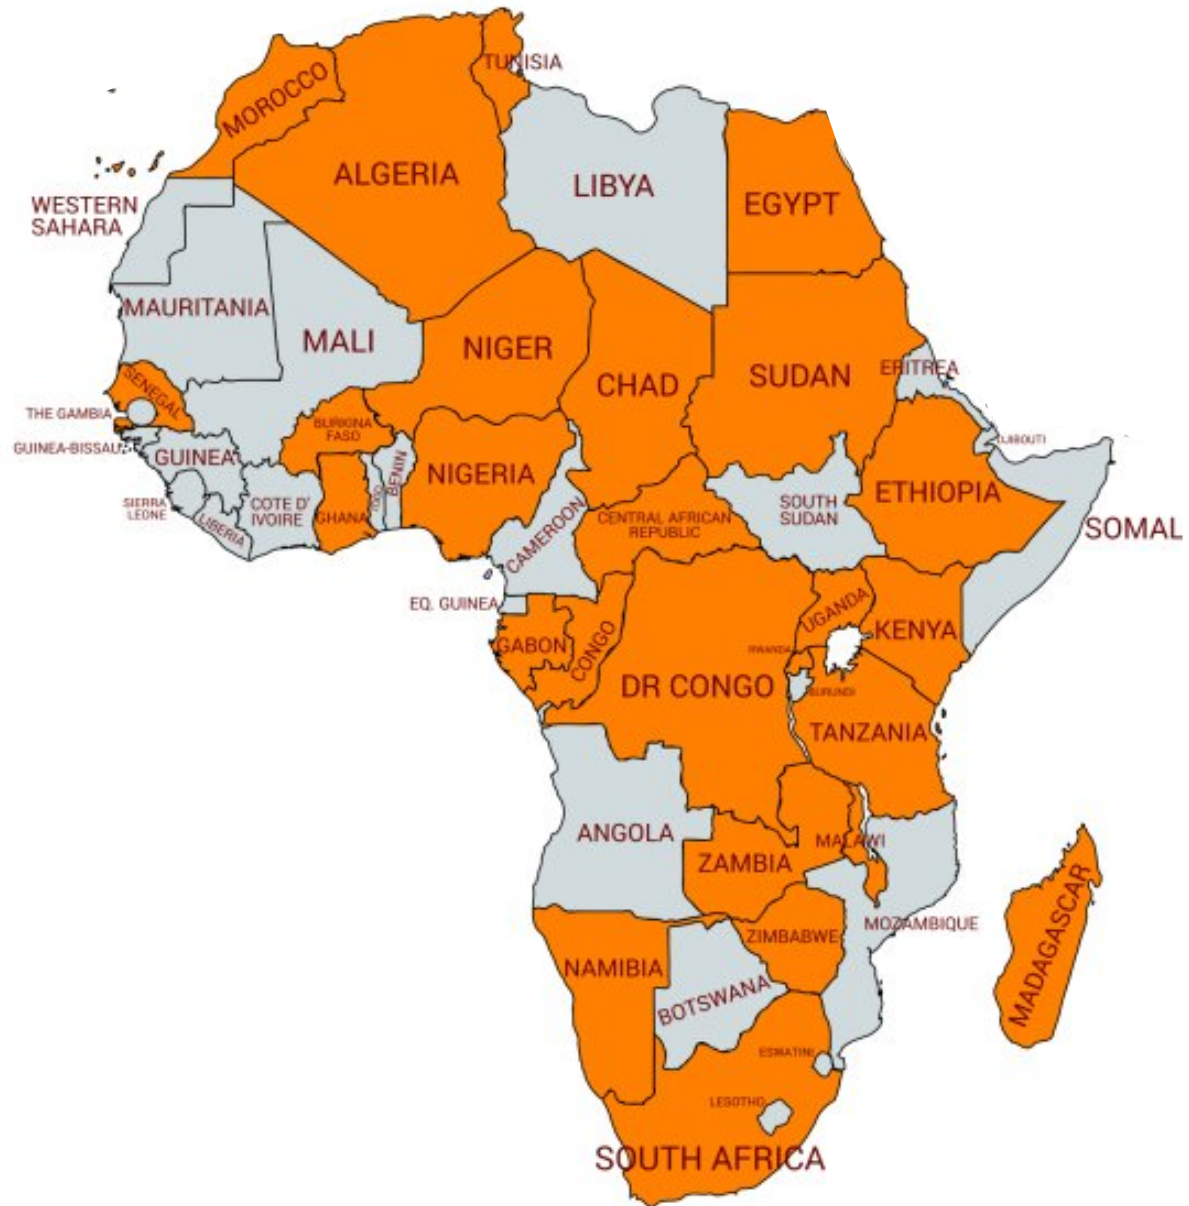 TUNISIA
MOROCCO
ALGERIA
LIBYA
EGYPT
WESTERN
SAHARA
MAURITANIA
MALI
NIGER
CHAD
SUDAN
ERITREA
SENEGAL
THE GAMBIA
BURKINA
FASO
DJIBOUTI
GUINEA-BISSAU
GUINEA
NIGERIA
BENIN
TOGO
ETHIOPIA
SIERRA
LEONE
LIBERIA
COTE D'
IVOIRE
GHANA
CAMEROON
CENTRAL AFRICAN
REPUBLIC
SOUTH
SUDAN
SOMAL
EQ. GUINEA
GABON
CONGO
UGANDA
KENYA
RWANDA
DR CONGO
BURUNDI
TANZANIA
ANGOLA
ZAMBIA
MALAWI
MOZAMBIQUE
ZIMBABWE
MADAGASCAR
NAMIBIA
BOTSWANA
ESWATINI
LESOTHO
SOUTH AFRICA